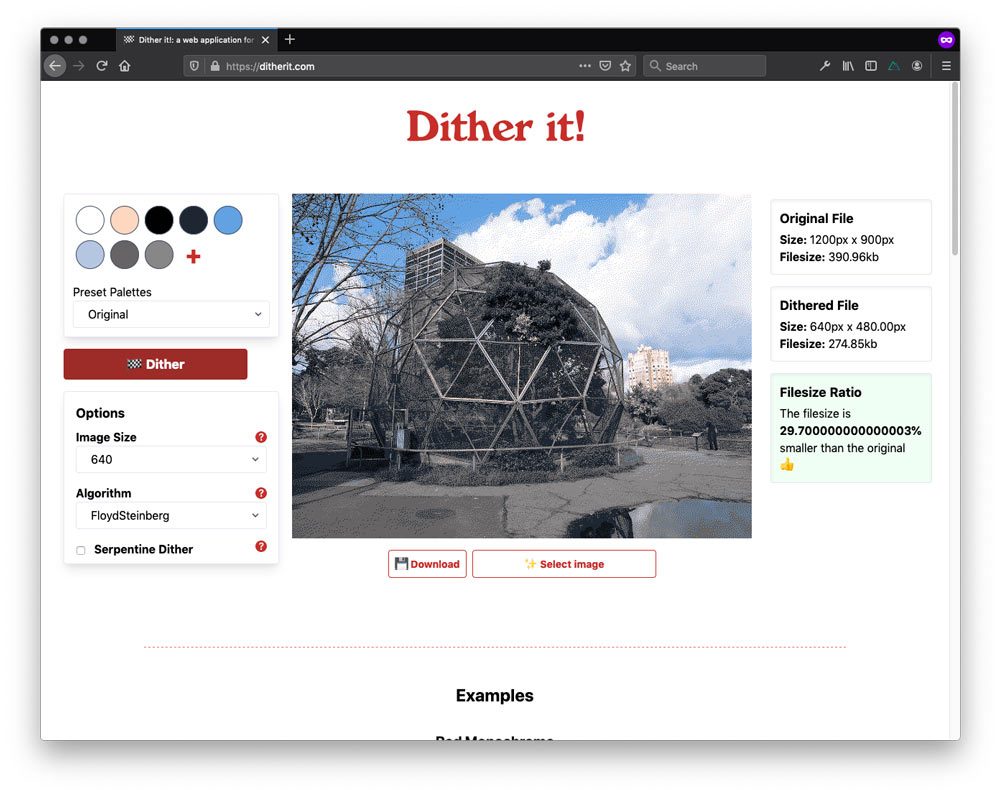 Dither it!: a web application for
https://ditherit.com
Search
Dither it!
Preset Palettes
Original
Dither
Options
Image Size
640
Algorithm
FloydSteinberg
Serpentine Dither
Download
Select image
Original File
Size: 1200px x 900px
Filesize: 390.96kb
Dithered File
Size: 640px x 480.00px
Filesize: 274.85kb
Filesize Ratio
The filesize is
29.700000000000003%
smaller than the original
Examples
Red Monochrome